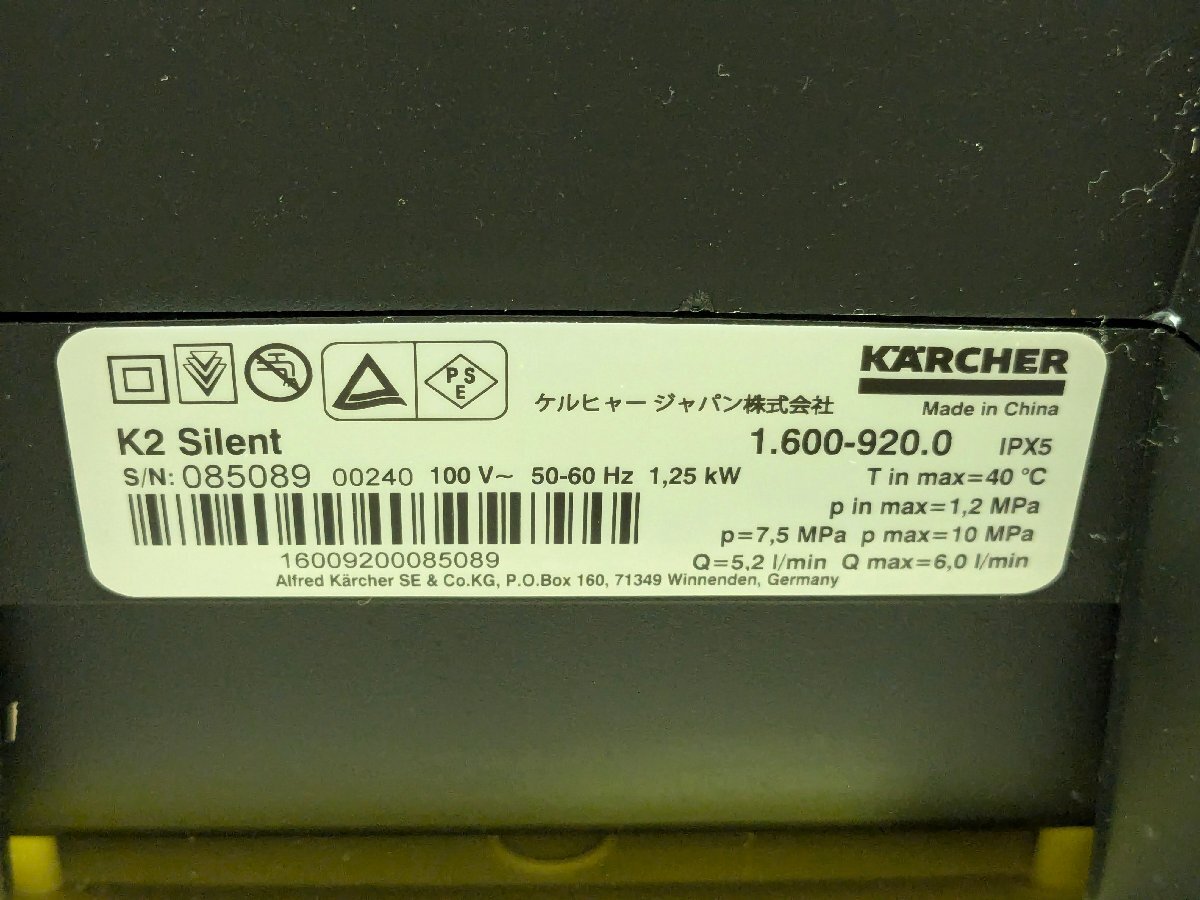 PS
E
KÄRCHER
ケルヒャー ジャパン株式会社
Made in China
K2 Silent
1.600-920.0 IPX5
S/N: 085089 00240 100 V~ 50-60 Hz 1,25 kW
T in max=40 °C
p in max=1,2 MPa
p=7,5 MPa p max=10 MPa
16009200085089
Q=5,2 l/min Q max=6,0 l/min
Alfred Kärcher SE & Co.KG, P.O.Box 160, 71349 Winnenden, Germany